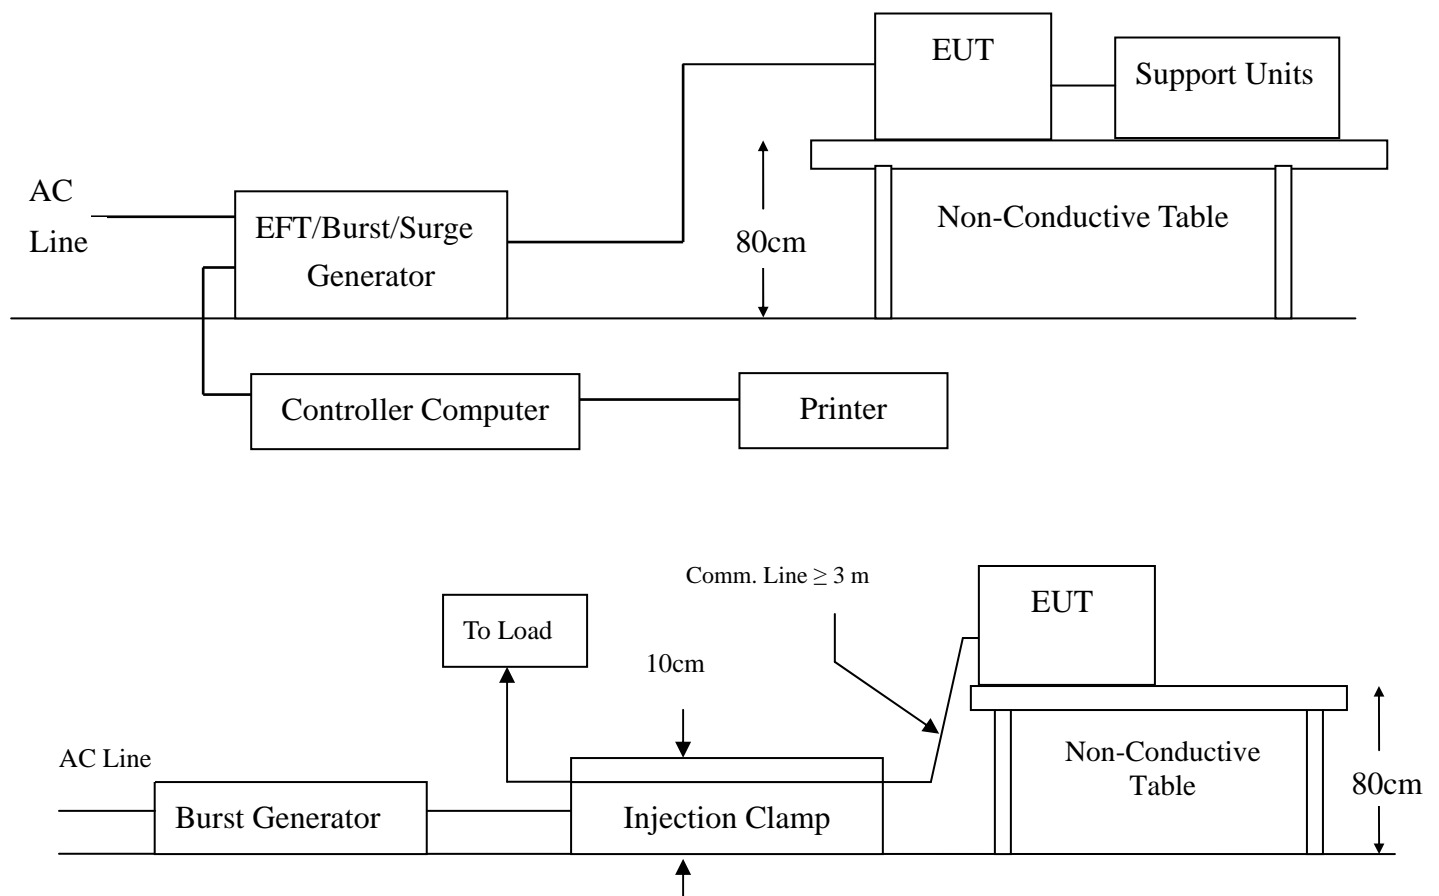 EUT
Support Units
AC
Line
EFT/Burst/Surge
Generator
80cm
Non-Conductive Table
Controller Computer
Printer
Comm. Line ≥ 3 m
EUT
To Load
10cm
AC Line
Burst Generator
Injection Clamp
Non-Conductive
Table
80cm